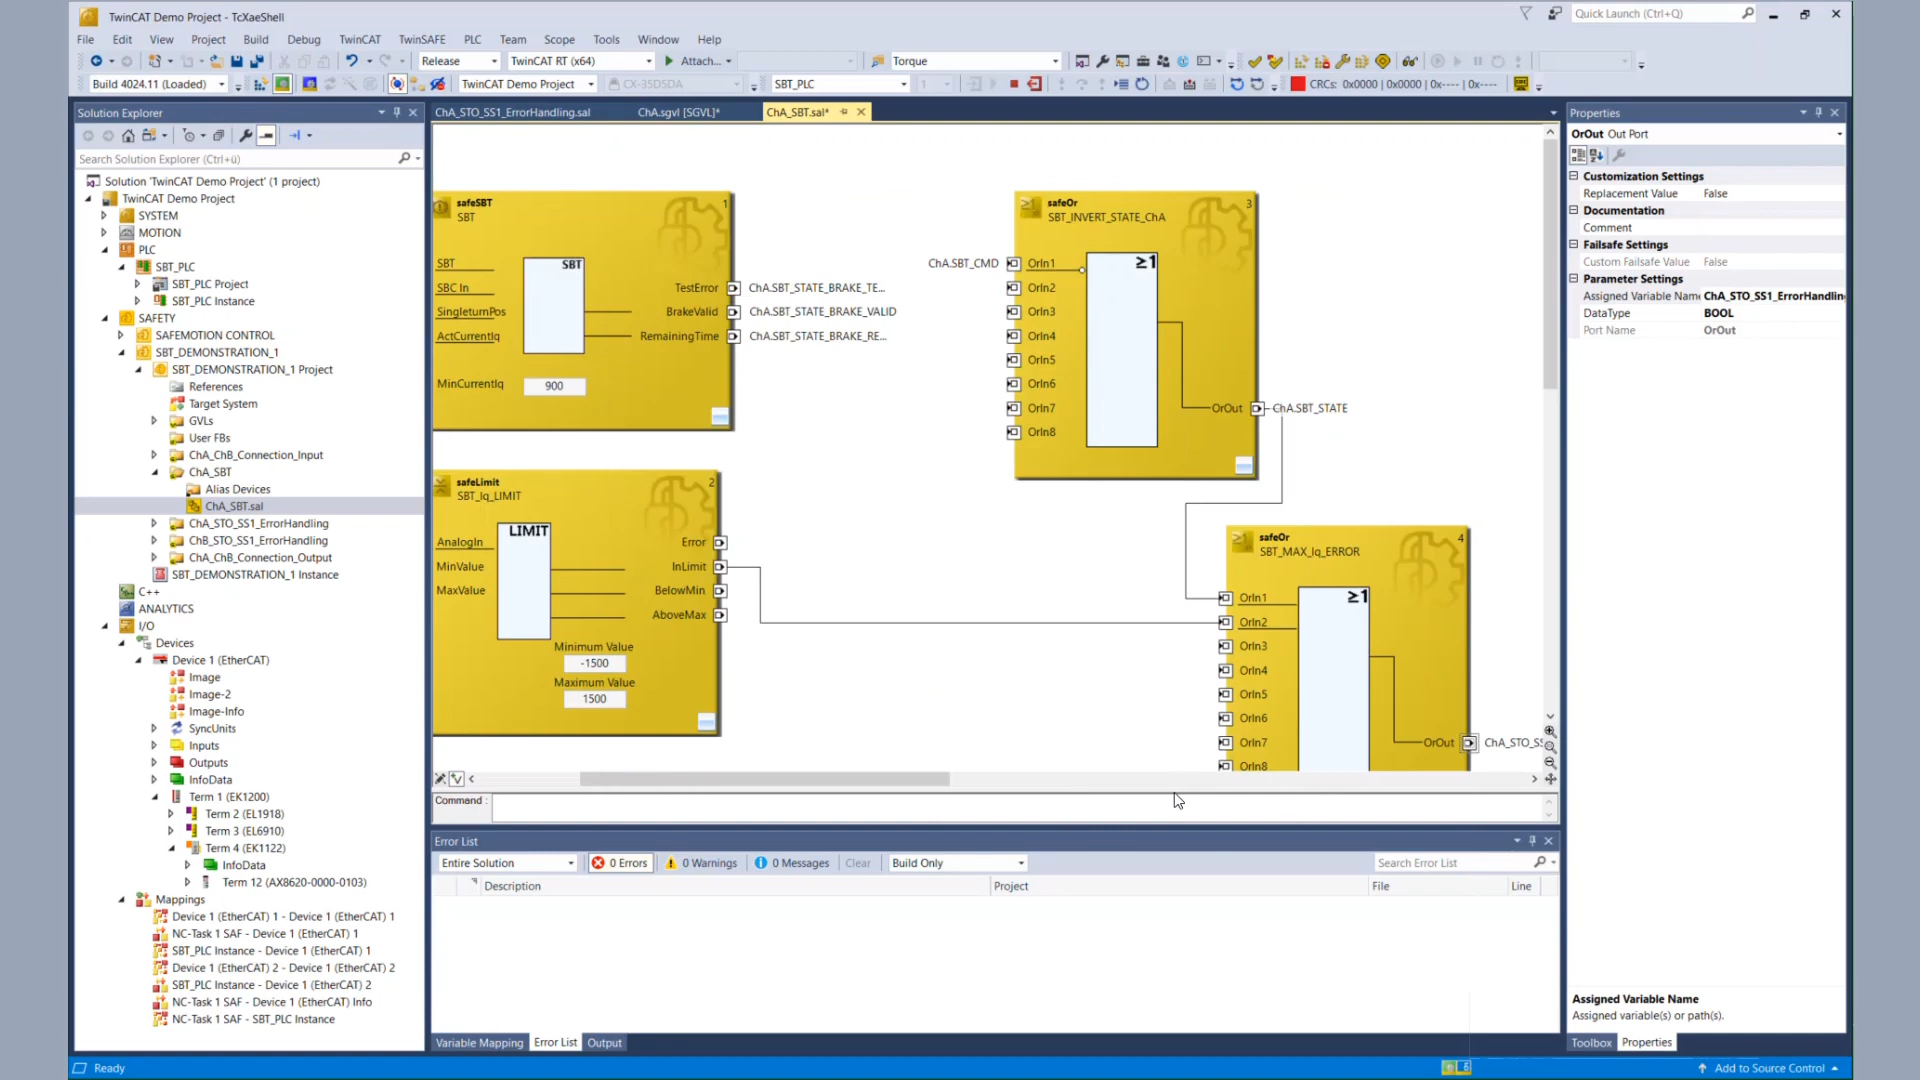 TwinCAT Demo Project - TcXaeShell
Quick Launch (Ctrl+Q)
File Edit View Project Build Debug TwinCAT TwinSAFE PLC Team Scope Tools Window Help
Release TwinCAT RT (x64) Attach... Torque
Build 4024.11 (Loaded) TwinCAT Demo Project CX-35D5DA SBT_PLC 1 CRCs: 0x0000 | 0x0000 | 0x---- | 0x----
Solution Explorer
Search Solution Explorer (Ctrl+ü)
Solution 'TwinCAT Demo Project' (1 project)
TwinCAT Demo Project
SYSTEM
MOTION
PLC
SBT_PLC
SBT_PLC Project
SBT_PLC Instance
SAFETY
SAFEMOTION CONTROL
SBT_DEMONSTRATION_1
SBT_DEMONSTRATION_1 Project
References
Target System
GVLs
User FBs
ChA_ChB_Connection_Input
ChA_SBT
Alias Devices
ChA_SBT.sal
ChA_STO_SS1_ErrorHandling
ChB_STO_SS1_ErrorHandling
ChA_ChB_Connection_Output
SBT_DEMONSTRATION_1 Instance
C++
ANALYTICS
I/O
Devices
Device 1 (EtherCAT)
Image
Image-2
Image-Info
SyncUnits
Inputs
Outputs
InfoData
Term 1 (EK1200)
Term 2 (EL1918)
Term 3 (EL6910)
Term 4 (EK1122)
InfoData
Term 12 (AX8620-0000-0103)
Mappings
Device 1 (EtherCAT) 1 - Device 1 (EtherCAT) 1
NC-Task 1 SAF - Device 1 (EtherCAT) 1
SBT_PLC Instance - Device 1 (EtherCAT) 1
Device 1 (EtherCAT) 2 - Device 1 (EtherCAT) 2
SBT_PLC Instance - Device 1 (EtherCAT) 2
NC-Task 1 SAF - Device 1 (EtherCAT) Info
NC-Task 1 SAF - SBT_PLC Instance
ChA_STO_SS1_ErrorHandling.sal ChA.sgvl [SGVL]* ChA_SBT.sal*
safeSBT 1
SBT
SBT
SBT
SBC In
SingleturnPos
ActCurrentIq
TestError ChA.SBT_STATE_BRAKE_TE...
BrakeValid ChA.SBT_STATE_BRAKE_VALID
RemainingTime ChA.SBT_STATE_BRAKE_RE...
MinCurrentIq 900
safeLimit 2
SBT_Iq_LIMIT
LIMIT
AnalogIn
MinValue
MaxValue
Error
InLimit
BelowMin
AboveMax
Minimum Value
-1500
Maximum Value
1500
safeOr 3
SBT_INVERT_STATE_ChA
≥1
ChA.SBT_CMD OrIn1
OrIn2
OrIn3
OrIn4
OrIn5
OrIn6
OrIn7
OrIn8
OrOut ChA.SBT_STATE
safeOr 4
SBT_MAX_Iq_ERROR
≥1
OrIn1
OrIn2
OrIn3
OrIn4
OrIn5
OrIn6
OrIn7
OrIn8
OrOut ChA_STO_SS
Command :
Error List
Entire Solution 0 Errors 0 Warnings 0 Messages Clear Build Only Search Error List
Description Project File Line
Variable Mapping Error List Output
Properties
OrOut Out Port
Customization Settings
Replacement Value False
Documentation
Comment
Failsafe Settings
Custom Failsafe Value False
Parameter Settings
Assigned Variable Name ChA_STO_SS1_ErrorHandlin
DataType BOOL
Port Name OrOut
Assigned Variable Name
Assigned variable(s) or path(s).
Toolbox Properties
Ready
Add to Source Control